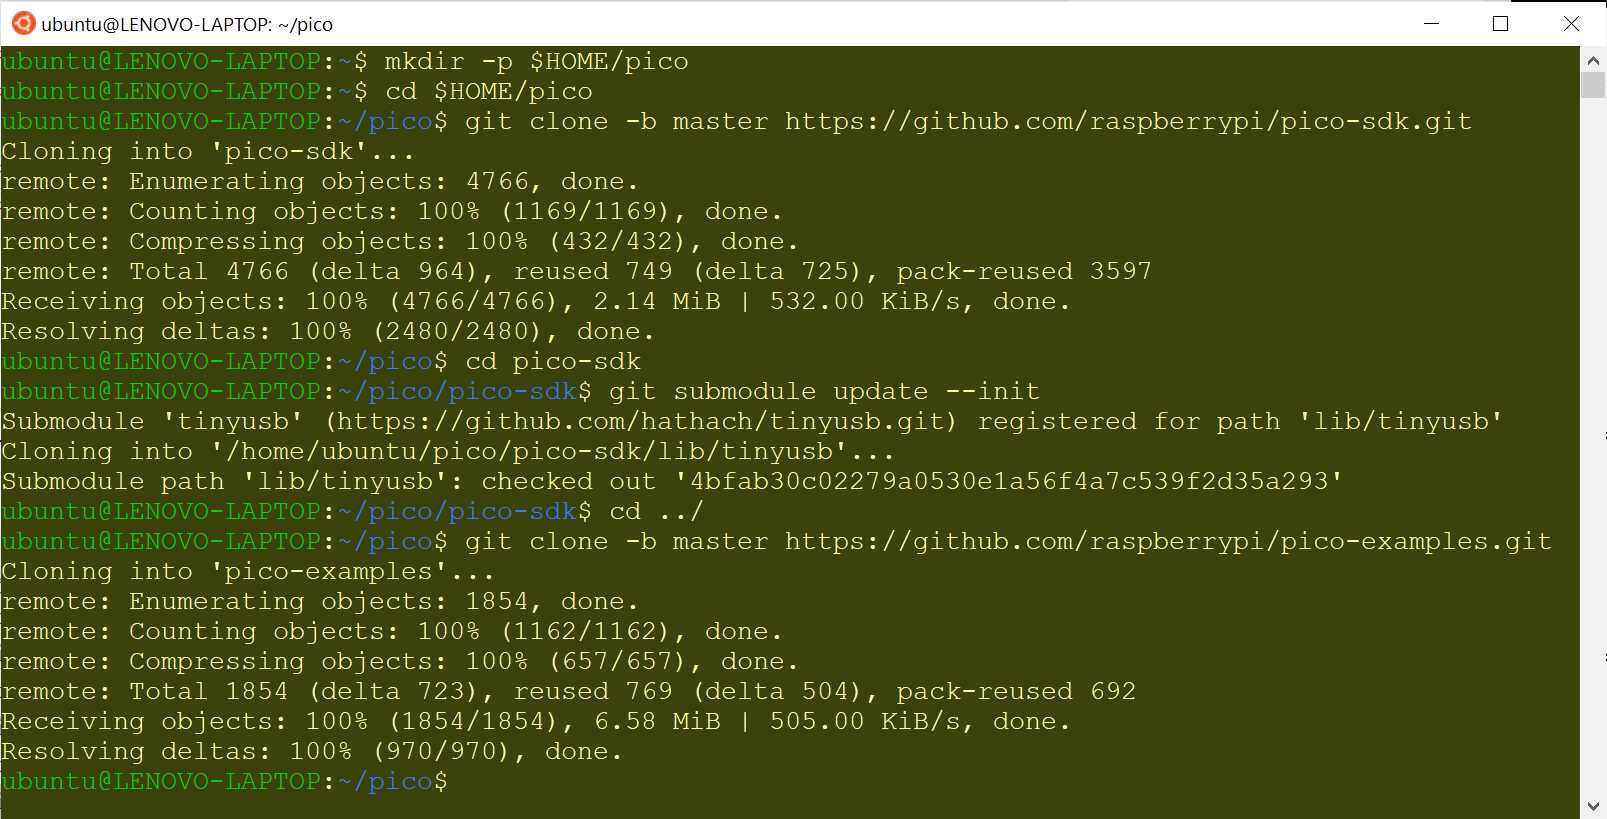 ubuntu@LENOVO-LAPTOP: ~/pico
ubuntu@LENOVO-LAPTOP:~$ mkdir -p $HOME/pico
ubuntu@LENOVO-LAPTOP:~$ cd $HOME/pico
ubuntu@LENOVO-LAPTOP:~/pico$ git clone -b master https://github.com/raspberrypi/pico-sdk.git
Cloning into 'pico-sdk'...
remote: Enumerating objects: 4766, done.
remote: Counting objects: 100% (1169/1169), done.
remote: Compressing objects: 100% (432/432), done.
remote: Total 4766 (delta 964), reused 749 (delta 725), pack-reused 3597
Receiving objects: 100% (4766/4766), 2.14 MiB | 532.00 KiB/s, done.
Resolving deltas: 100% (2480/2480), done.
ubuntu@LENOVO-LAPTOP:~/pico$ cd pico-sdk
ubuntu@LENOVO-LAPTOP:~/pico/pico-sdk$ git submodule update --init
Submodule 'tinyusb' (https://github.com/hathach/tinyusb.git) registered for path 'lib/tinyusb'
Cloning into '/home/ubuntu/pico/pico-sdk/lib/tinyusb'...
Submodule path 'lib/tinyusb': checked out '4bfab30c02279a0530e1a56f4a7c539f2d35a293'
ubuntu@LENOVO-LAPTOP:~/pico/pico-sdk$ cd ../
ubuntu@LENOVO-LAPTOP:~/pico$ git clone -b master https://github.com/raspberrypi/pico-examples.git
Cloning into 'pico-examples'...
remote: Enumerating objects: 1854, done.
remote: Counting objects: 100% (1162/1162), done.
remote: Compressing objects: 100% (657/657), done.
remote: Total 1854 (delta 723), reused 769 (delta 504), pack-reused 692
Receiving objects: 100% (1854/1854), 6.58 MiB | 505.00 KiB/s, done.
Resolving deltas: 100% (970/970), done.
ubuntu@LENOVO-LAPTOP:~/pico$